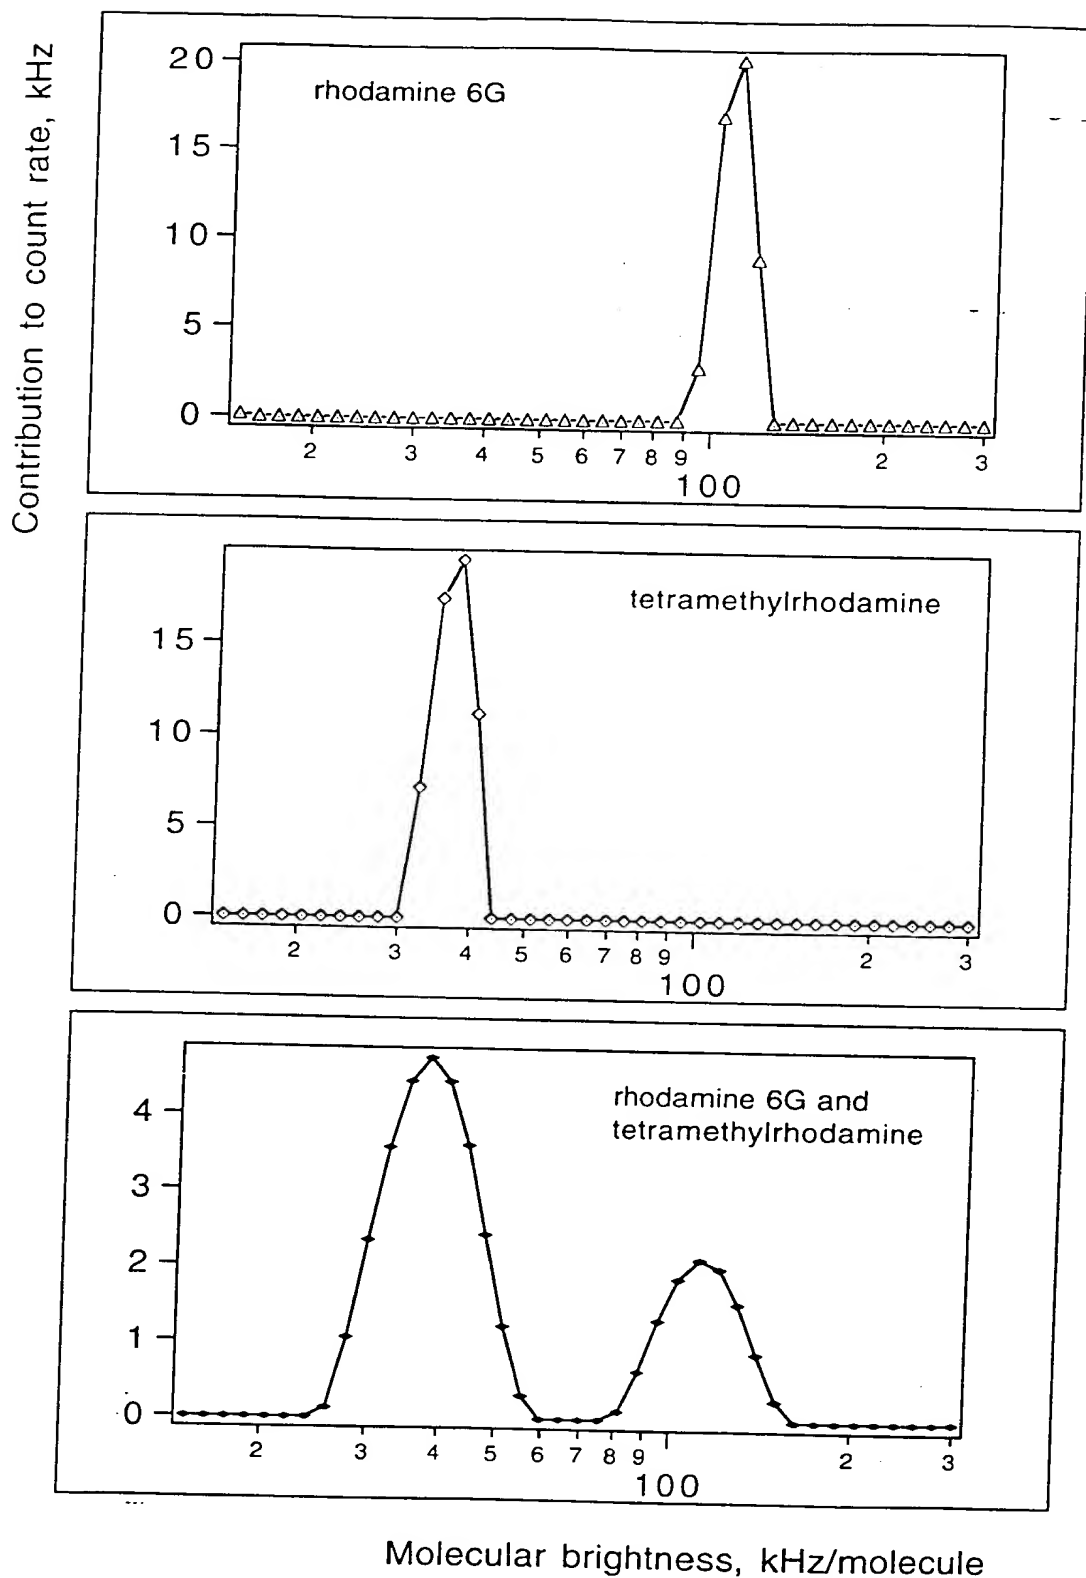 Contribution to count rate, kHz
20
rhodamine 6G
15
10
5
0
2 3 4 5 6 7 8 9 2 3
100
tetramethylrhodamine
15
10
5
0
2 3 4 5 6 7 8 9 2 3
100
rhodamine 6G and
tetramethylrhodamine
4
3
2
1
0
2 3 4 5 6 7 8 9 2 3
100
Molecular brightness, kHz/molecule